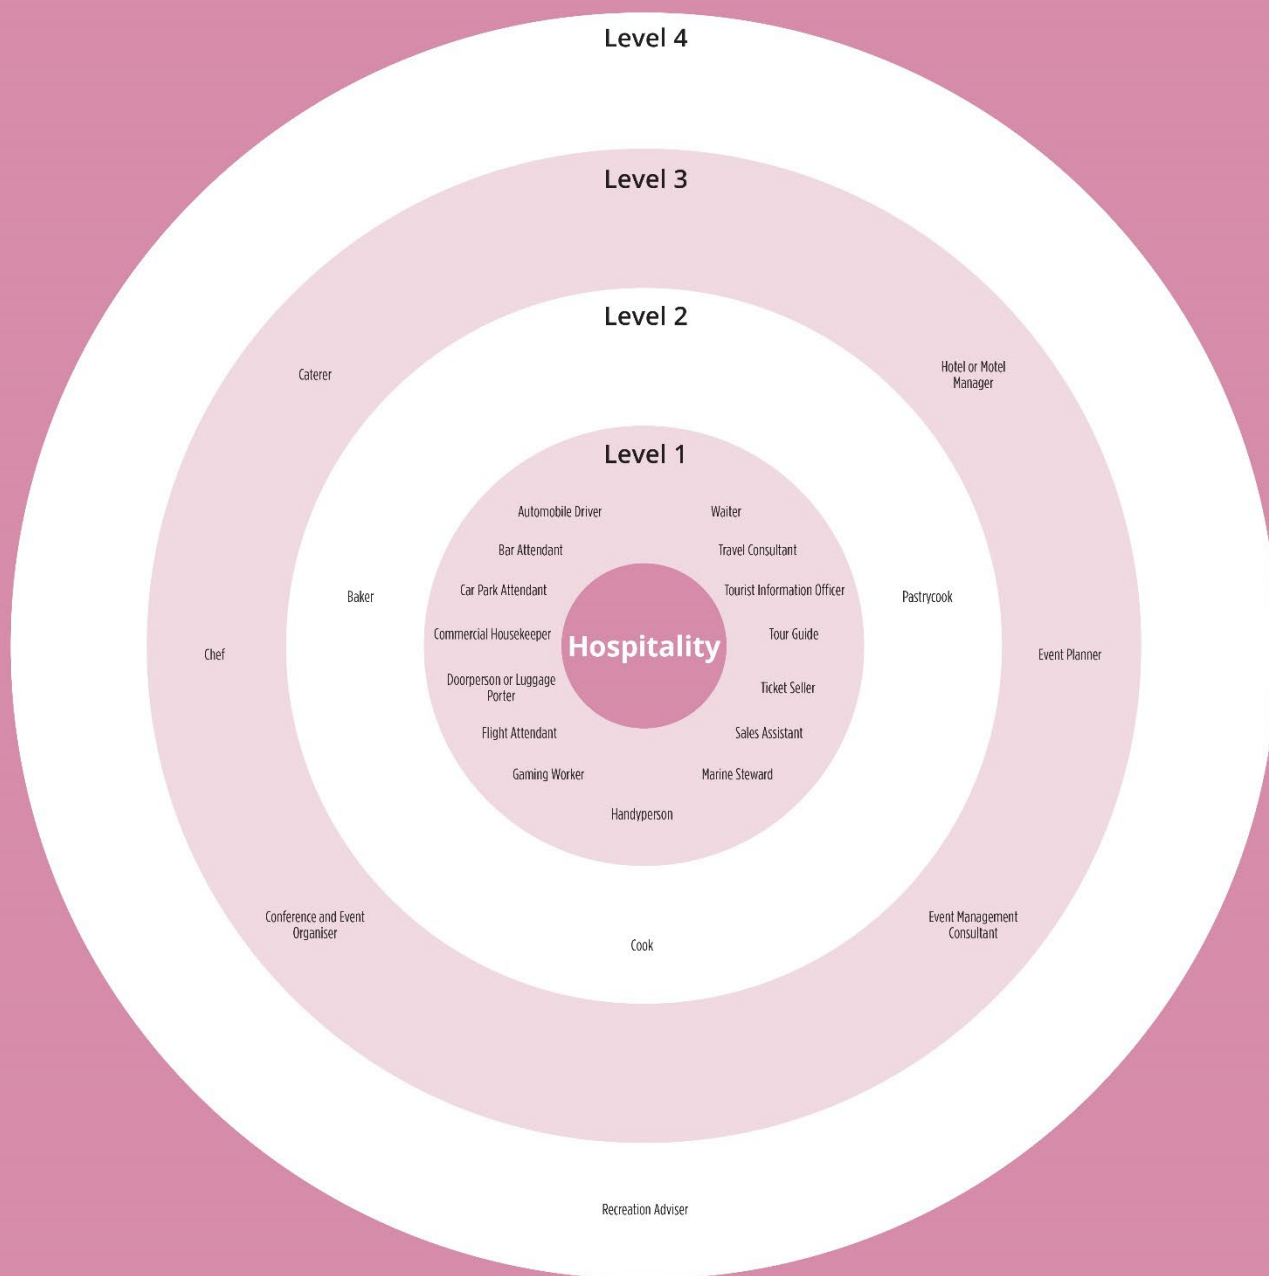 Level 4
Level 3
Level 2
Level 1
Hospitality
Automobile Driver
Bar Attendant
Car Park Attendant
Commercial Housekeeper
Doorperson or Luggage
Porter
Flight Attendant
Gaming Worker
Handyperson
Marine Steward
Sales Assistant
Ticket Seller
Tour Guide
Tourist Information Officer
Travel Consultant
Waiter
Baker
Cook
Pastrycook
Caterer
Chef
Conference and Event
Organiser
Event Management
Consultant
Event Planner
Hotel or Motel
Manager
Recreation Adviser